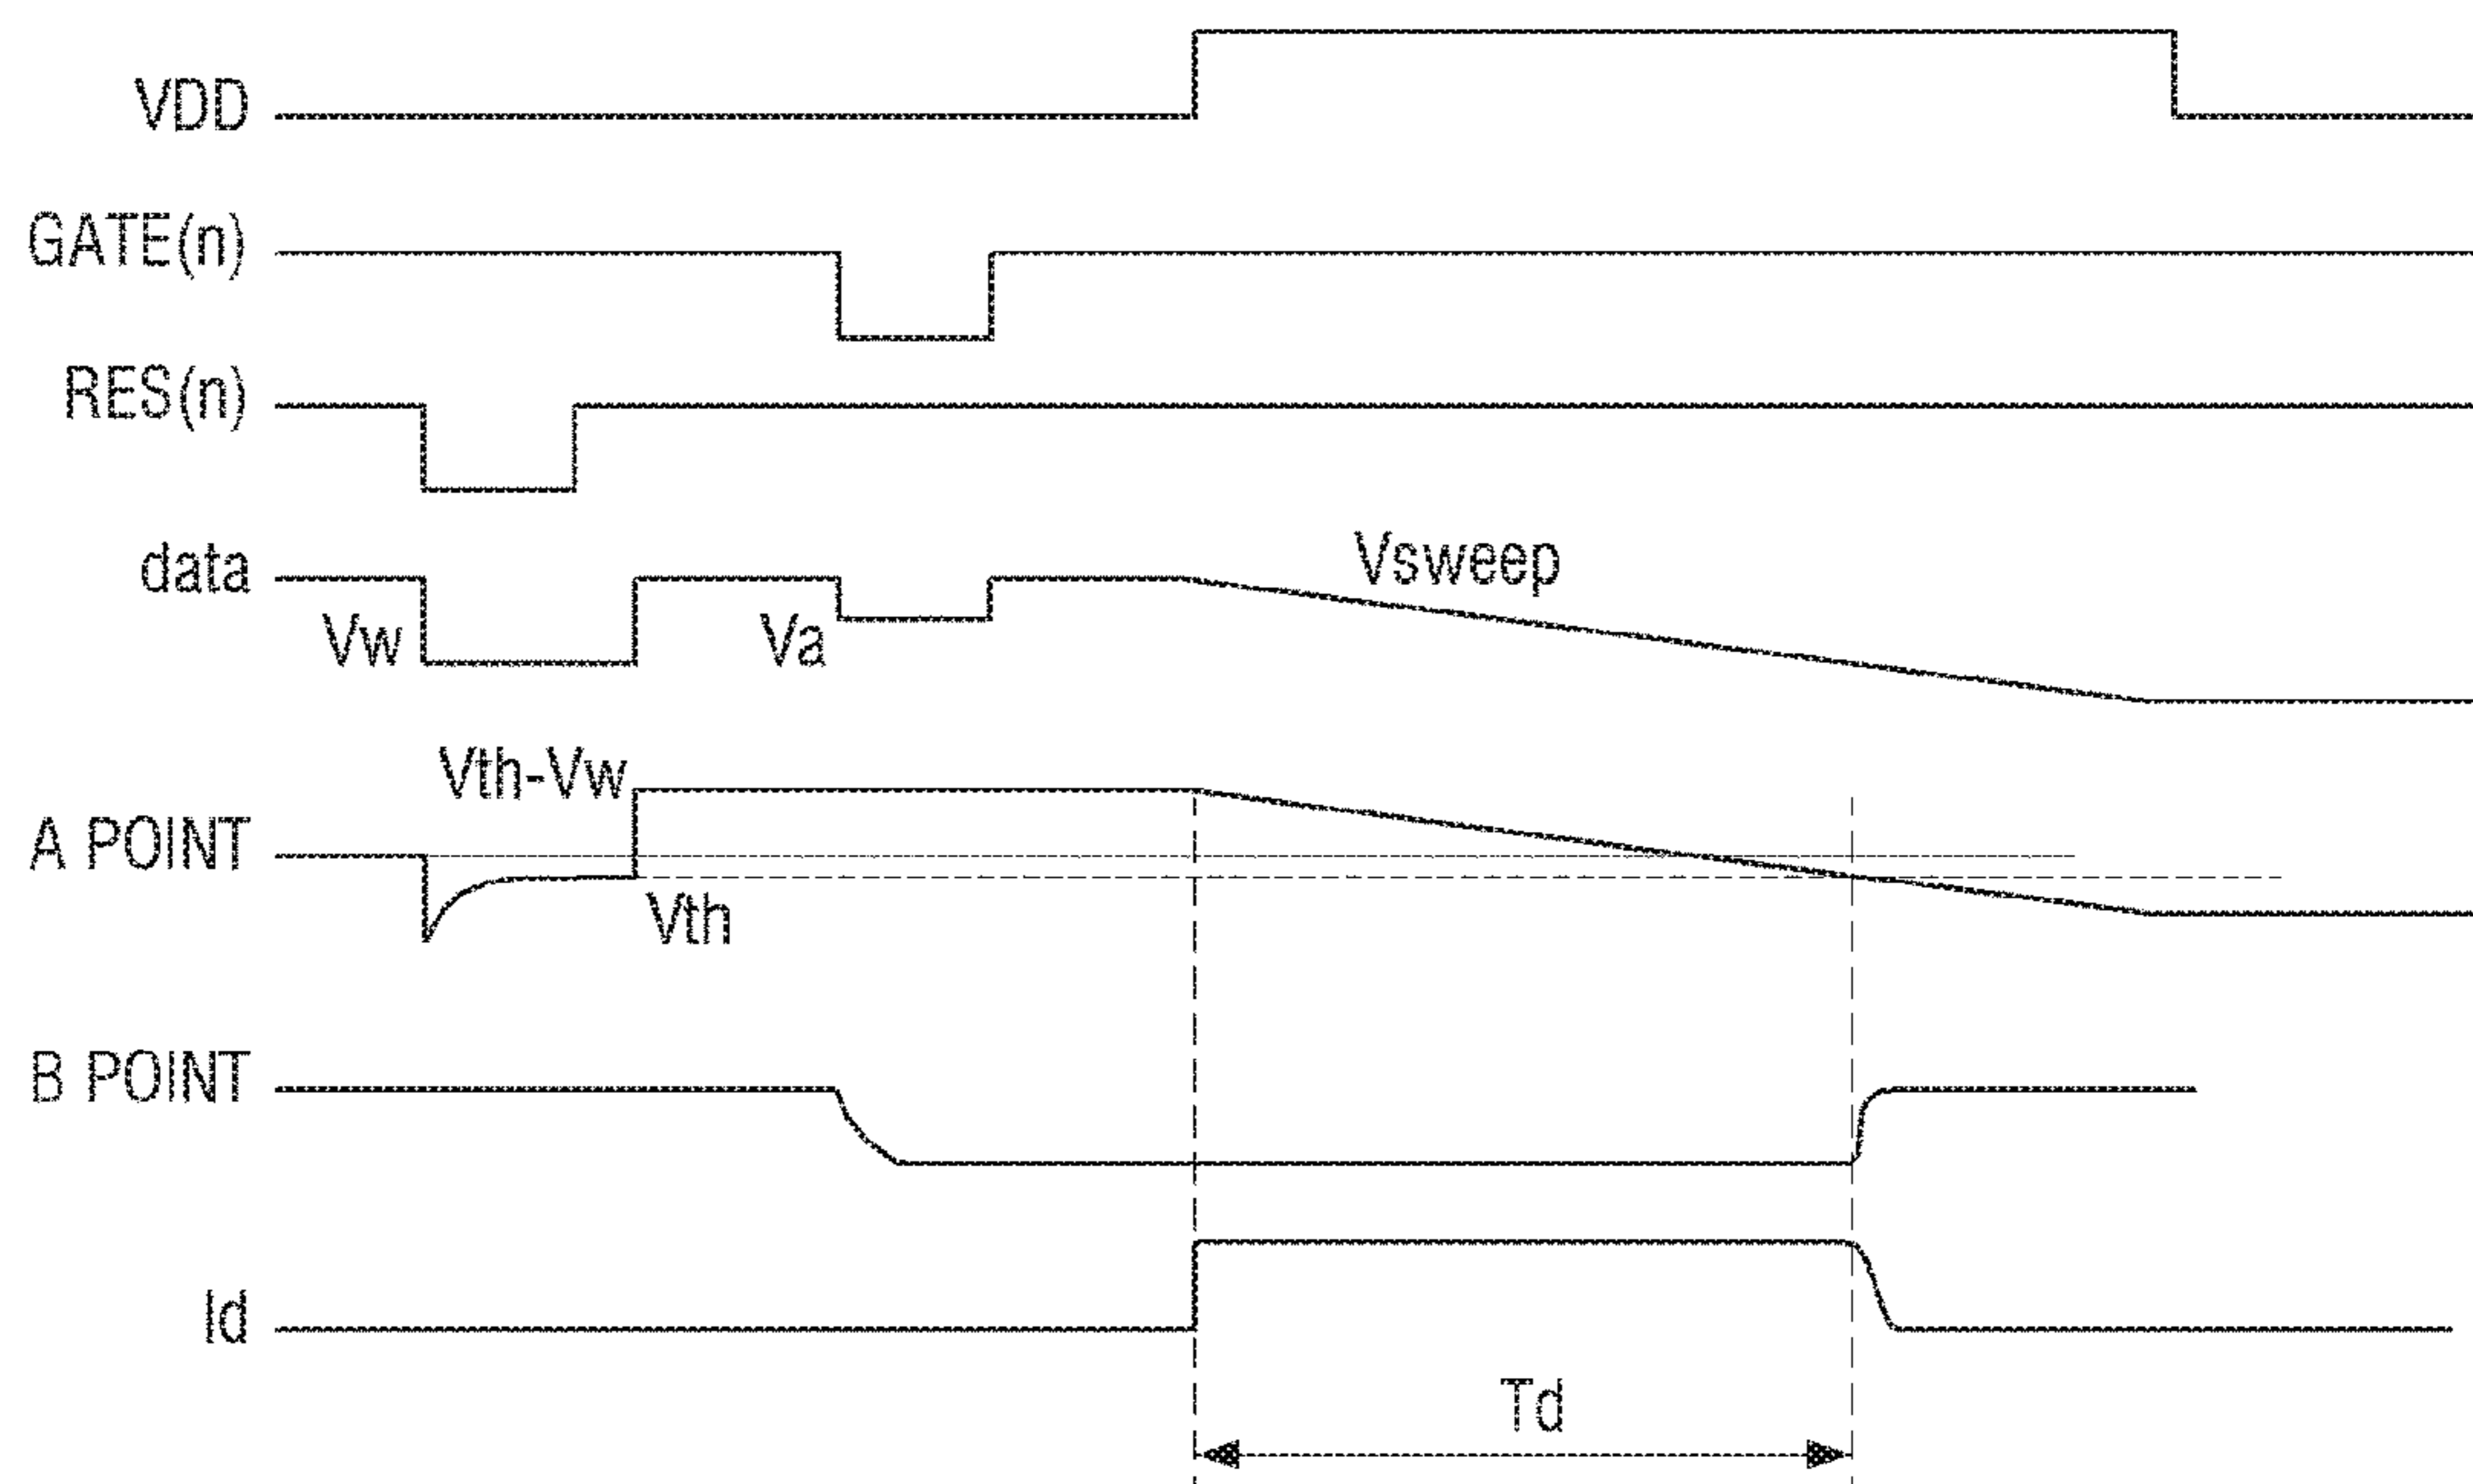 VDD
GATE(n)
RES(n)
data
Vw
Va
Vsweep
A POINT
Vth-Vw
Vth
B POINT
Id
Td